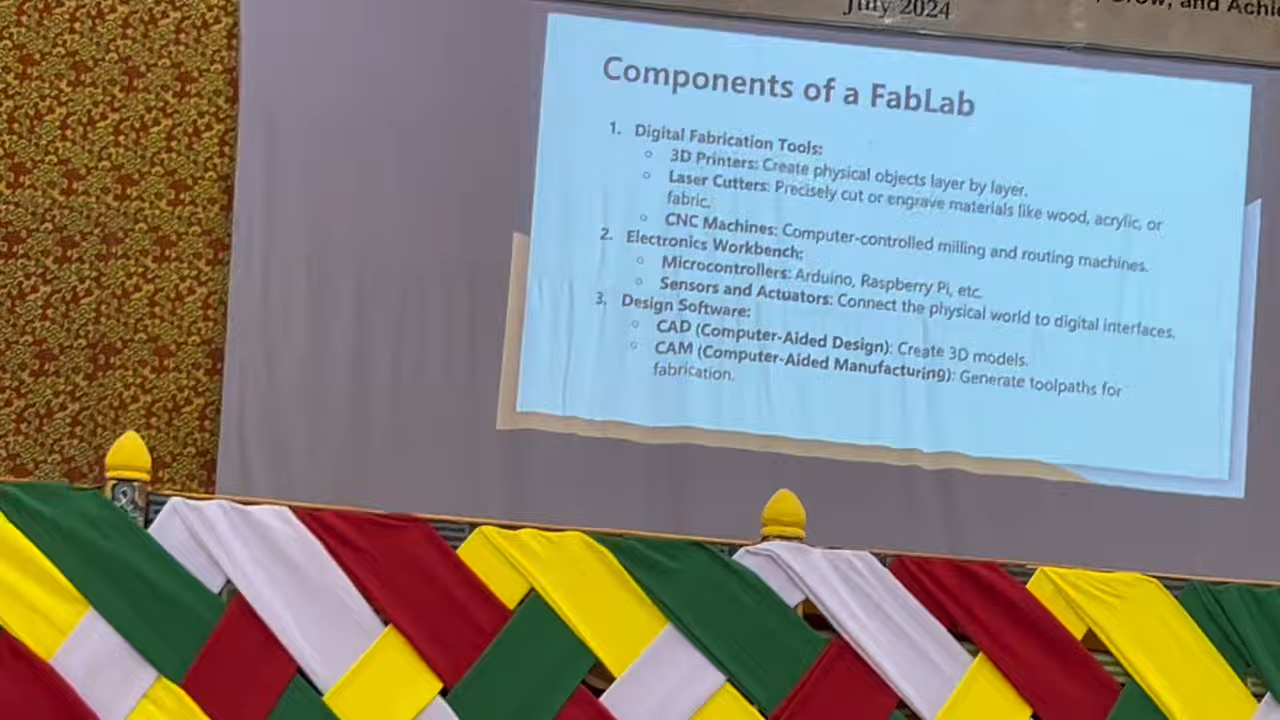 July 2024
and Achie
Components of a FabLab
1. Digital Fabrication Tools:
○ 3D Printers: Create physical objects layer by layer.
○ Laser Cutters: Precisely cut or engrave materials like wood, acrylic, or
fabric.
○ CNC Machines: Computer-controlled milling and routing machines.
2. Electronics Workbench:
○ Microcontrollers: Arduino, Raspberry Pi, etc.
○ Sensors and Actuators: Connect the physical world to digital interfaces.
3. Design Software:
○ CAD (Computer-Aided Design): Create 3D models.
○ CAM (Computer-Aided Manufacturing): Generate toolpaths for
fabrication.